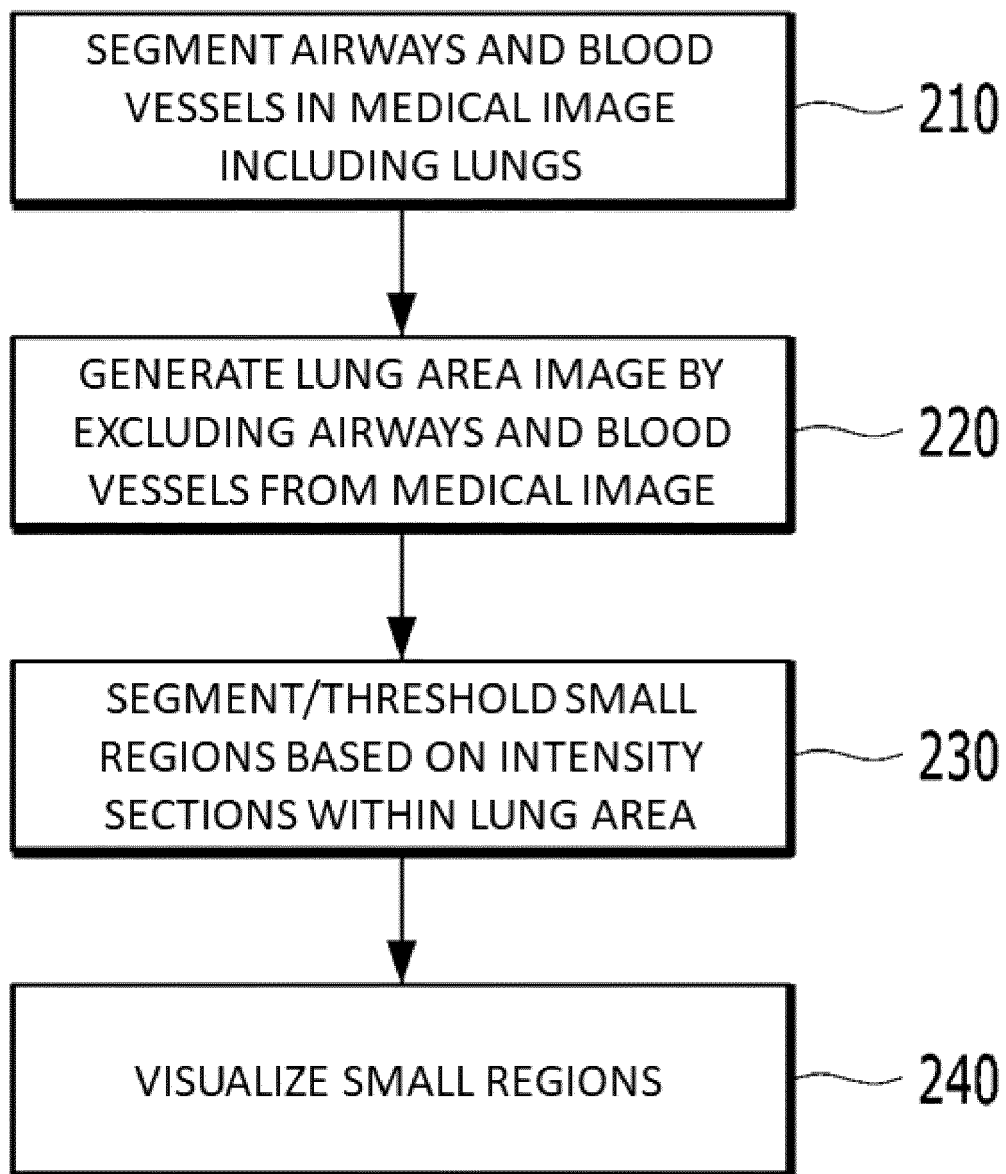 SEGMENT AIRWAYS AND BLOOD
VESSELS IN MEDICAL IMAGE
INCLUDING LUNGS
210
GENERATE LUNG AREA IMAGE BY
EXCLUDING AIRWAYS AND BLOOD
VESSELS FROM MEDICAL IMAGE
220
SEGMENT/THRESHOLD SMALL
REGIONS BASED ON INTENSITY
SECTIONS WITHIN LUNG AREA
230
VISUALIZE SMALL REGIONS
240